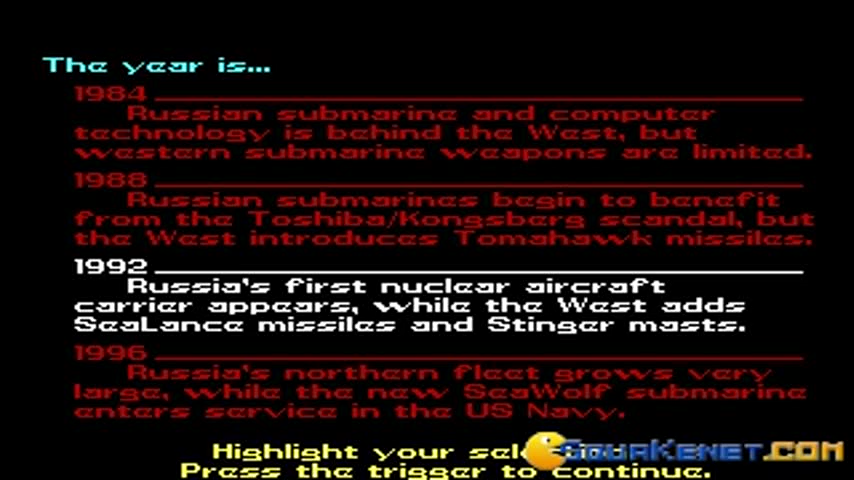 The year is...
1984
Russian submarine and computer
technology is behind the West, but
western submarine weapons are limited.
1988
Russian submarines begin to benefit
from the Toshiba/Kongsberg scandal, but
the West introduces Tomahawk missiles.
1992
Russia's first nuclear aircraft
carrier appears, while the West adds
SeaLance missiles and Stinger masts.
1996
Russia's northern fleet grows very
large, while the new SeaWolf submarine
enters service in the US Navy.
Highlight your
Press the trigger to continue.
SquaKenet.com